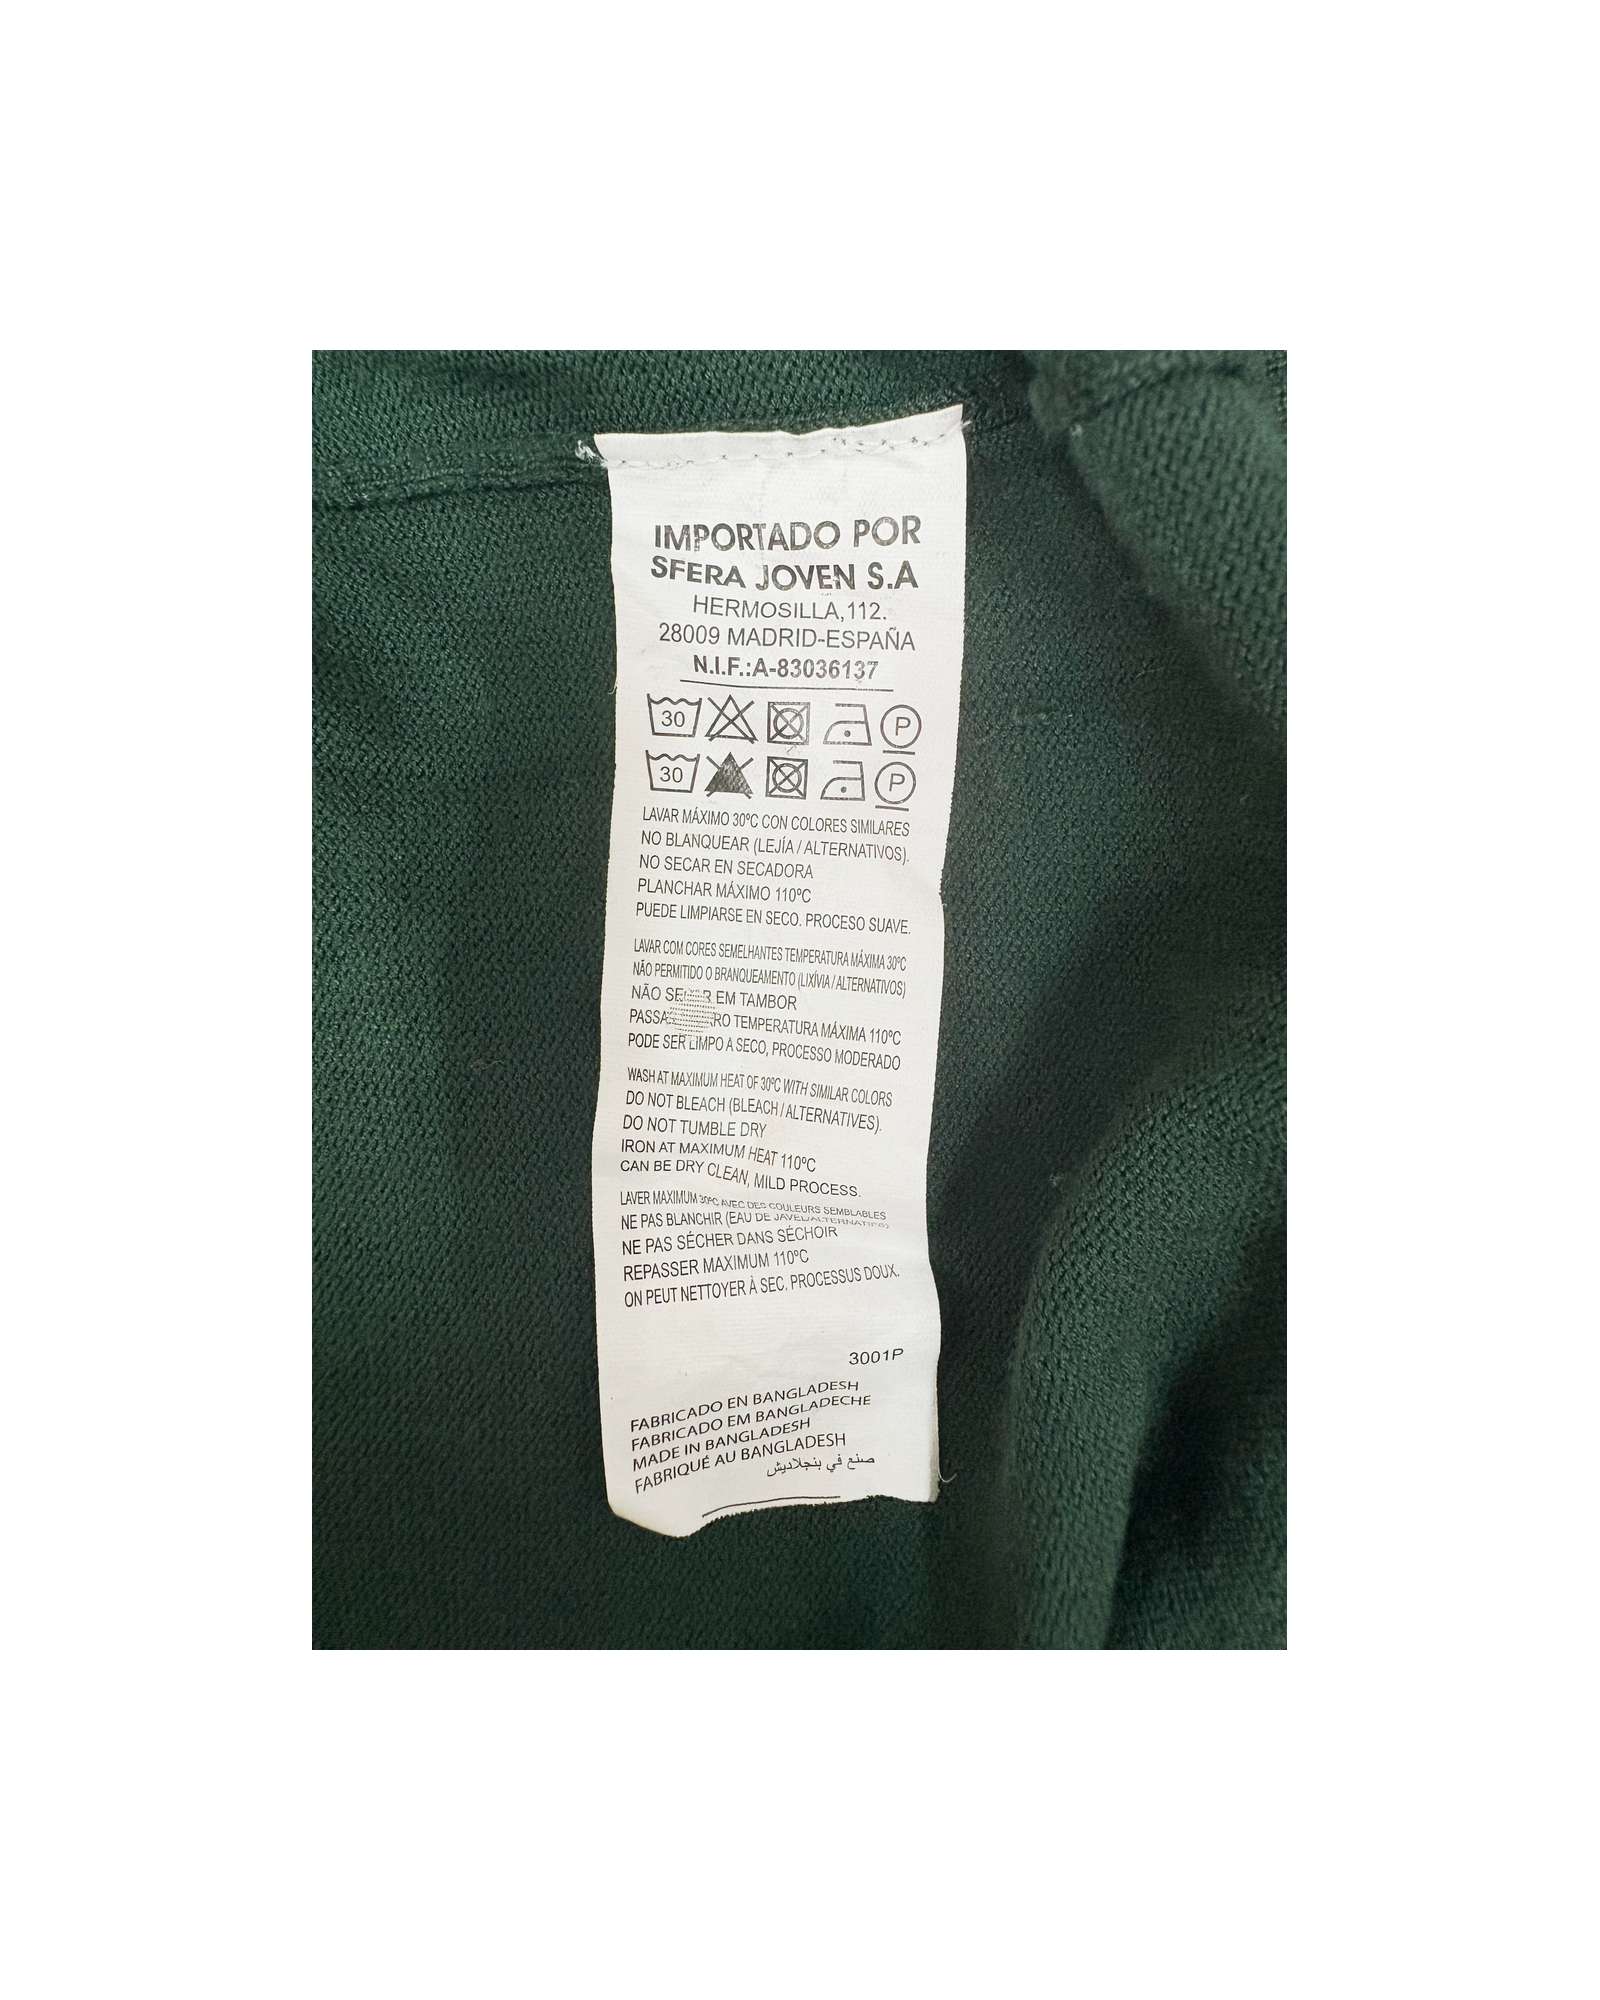 IMPORTADO POR
SFERA JOVEN S.A
HERMOSILLA,112.
28009 MADRID-ESPAÑA
N.I.F.:A-83036137
30 P
30 P
LAVAR MÁXIMO 30ºC CON COLORES SIMILARES
NO BLANQUEAR (LEJÍA / ALTERNATIVOS).
NO SECAR EN SECADORA
PLANCHAR MÁXIMO 110ºC
PUEDE LIMPIARSE EN SECO. PROCESO SUAVE.
LAVAR COM CORES SEMELHANTES TEMPERATURA MÁXIMA 30ºC
NÃO PERMITIDO O BRANQUEAMENTO (LIXÍVIA / ALTERNATIVOS)
NÃO EM TAMBOR
TEMPERATURA MÁXIMA 110ºC
PODE SER LIMPO A SECO, PROCESSO MODERADO
WASH AT MAXIMUM HEAT OF 30ºC WITH SIMILAR COLORS
DO NOT BLEACH (BLEACH / ALTERNATIVES).
DO NOT TUMBLE DRY
IRON AT MAXIMUM HEAT 110ºC
CAN BE DRY CLEAN, MILD PROCESS.
LAVER MAXIMUM 30ºC AVEC DES COULEURS SEMBLABLES
NE PAS BLANCHIR (EAU DE JAVEL/ALTERNATIFS)
NE PAS SÉCHER DANS SÉCHOIR
REPASSER MAXIMUM 110ºC
ON PEUT NETTOYER À SEC. PROCESSUS DOUX.
3001P
FABRICADO EN BANGLADESH
FABRICADO EM BANGLADECHE
MADE IN BANGLADESH
FABRIQUÉ AU BANGLADESH
صنع في بنجلاديش